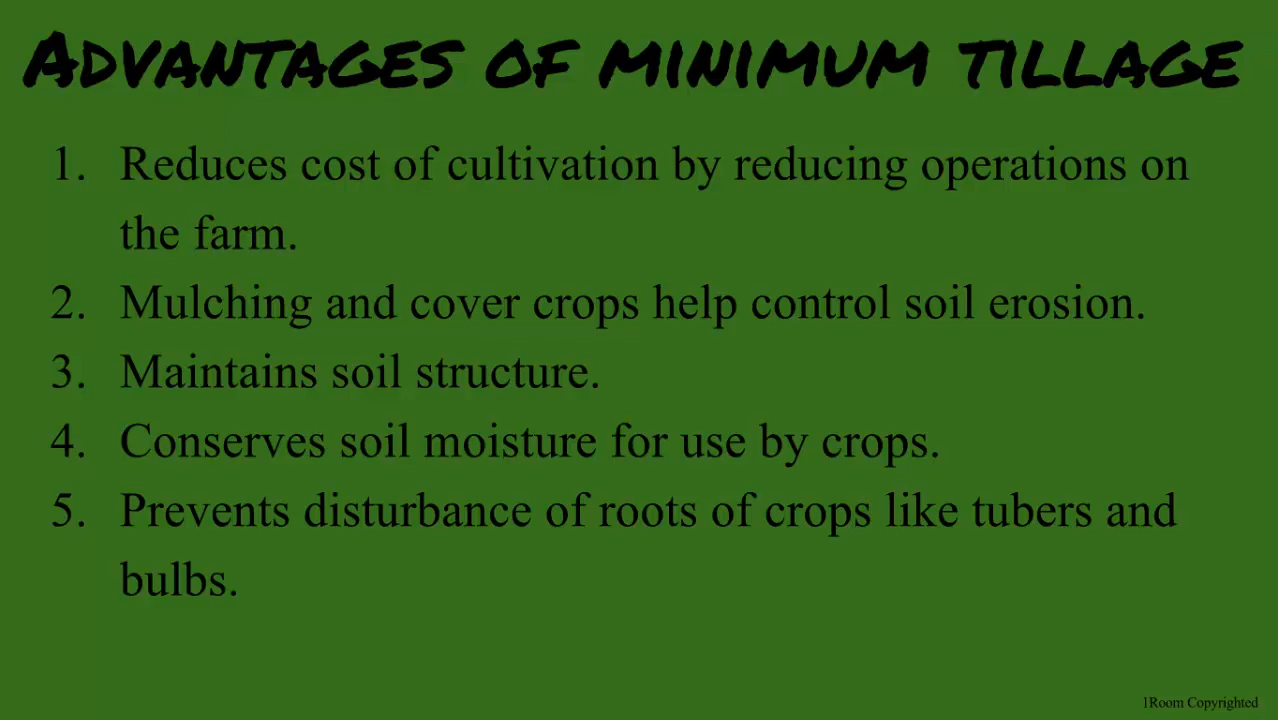 ADVANTAGES OF MINIMUM TILLAGE
1. Reduces cost of cultivation by reducing operations on
the farm.
2. Mulching and cover crops help control soil erosion.
3. Maintains soil structure.
4. Conserves soil moisture for use by crops.
5. Prevents disturbance of roots of crops like tubers and
bulbs.
1Room Copyrighted